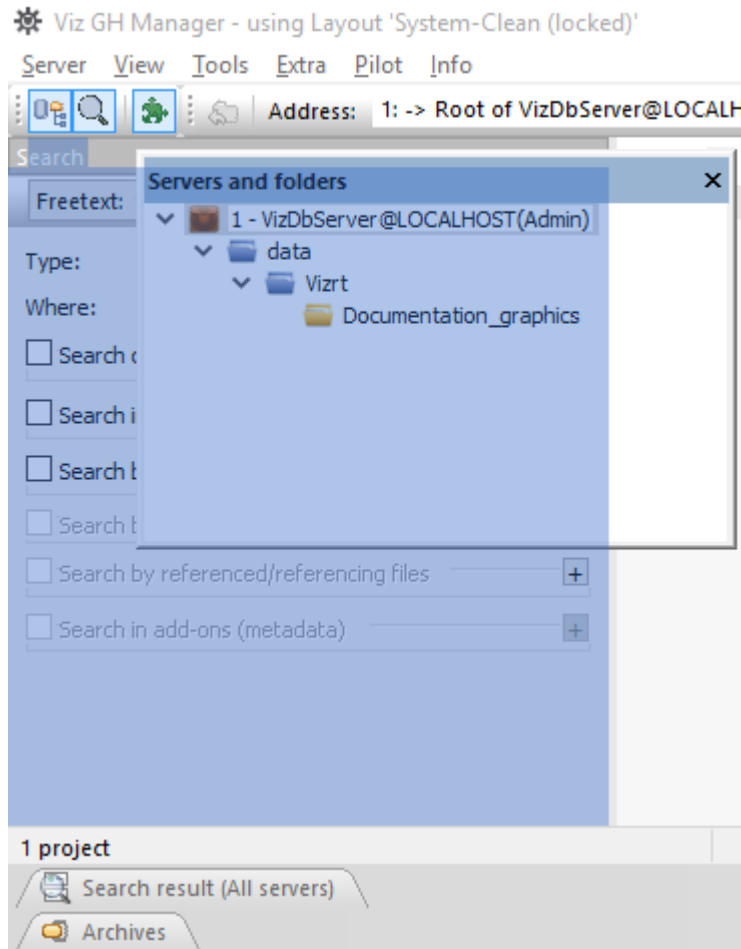 Viz GH Manager - using Layout 'System-Clean (locked)'
Server View Tools Extra Pilot Info
Address: 1: -> Root of VizDbServer@LOCALH
Search
Servers and folders
Freetext:
1 - VizDbServer@LOCALHOST(Admin)
data
Type:
Vizrt
Where:
Documentation_graphics
Search
Search
Search
Search
Search by referenced/referencing files
Search in add-ons (metadata)
1 project
Search result (All servers)
Archives